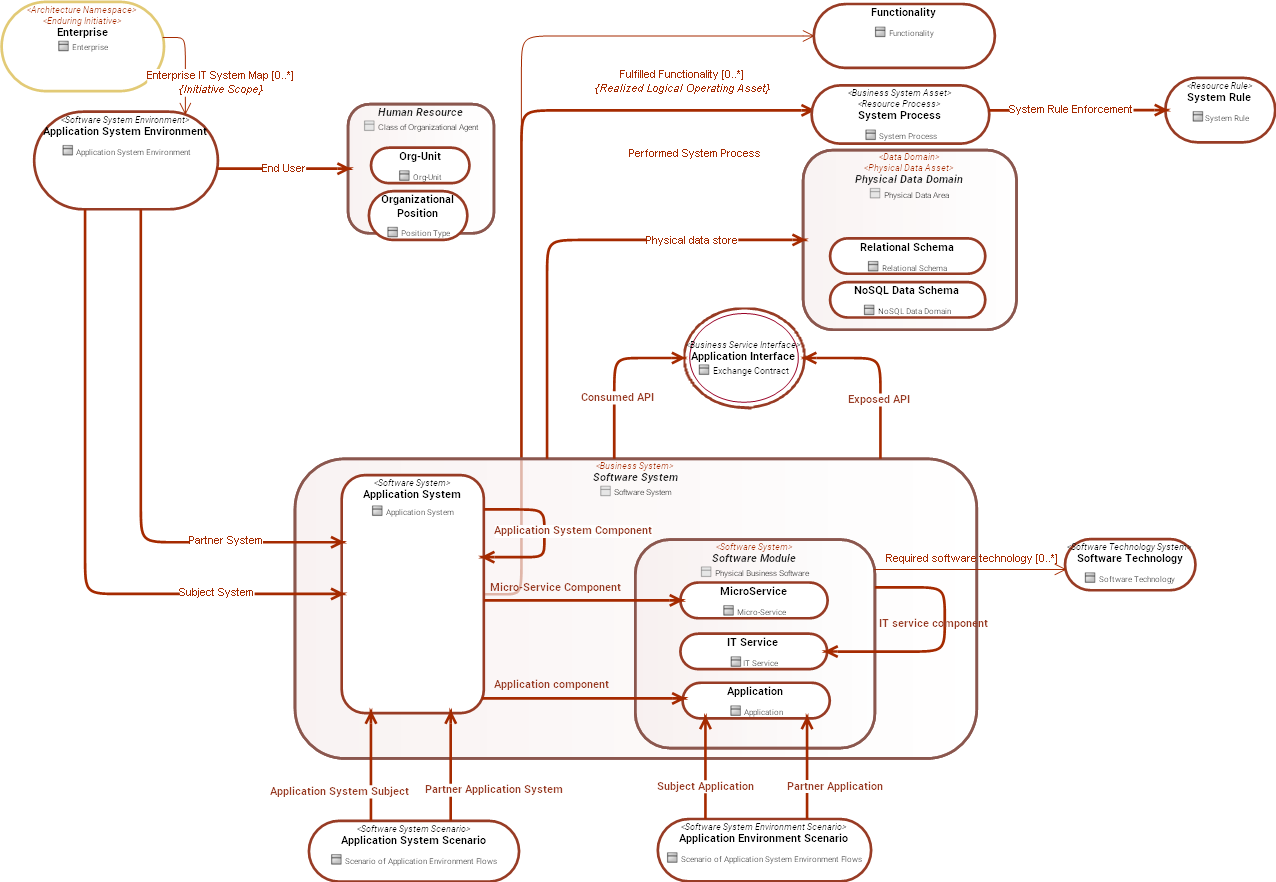 <Architecture Namespace>
<Enduring Initiative>
Enterprise
Enterprise
Enterprise IT System Map [0..*]
{Initiative Scope}
<Software System Environment>
Application System Environment
Application System Environment
End User
Human Resource
Class of Organizational Agent
Org-Unit
Org-Unit
Organizational
Position
Position Type
Functionality
Functionality
Fulfilled Functionality [0..*]
{Realized Logical Operating Asset}
<Business System Asset>
<Resource Process>
System Process
System Process
System Rule Enforcement
<Resource Rule>
System Rule
System Rule
Performed System Process
<Data Domain>
<Physical Data Asset>
Physical Data Domain
Physical Data Area
Physical data store
Relational Schema
Relational Schema
NoSQL Data Schema
NoSQL Data Domain
<Business Service Interface>
Application Interface
Exchange Contract
Consumed API
Exposed API
<Business System>
Software System
Software System
<Software System>
Application System
Application System
Application System Component
Partner System
Subject System
Micro-Service Component
Application component
<Software System>
Software Module
Physical Business Software
MicroService
Micro-Service
IT Service
IT Service
Application
Application
IT service component
Required software technology [0..*]
<Software Technology System>
Software Technology
Software Technology
Application System Subject
Partner Application System
Subject Application
Partner Application
<Software System Scenario>
Application System Scenario
Scenario of Application Environment Flows
<Software System Environment Scenario>
Application Environment Scenario
Scenario of Application System Environment Flows